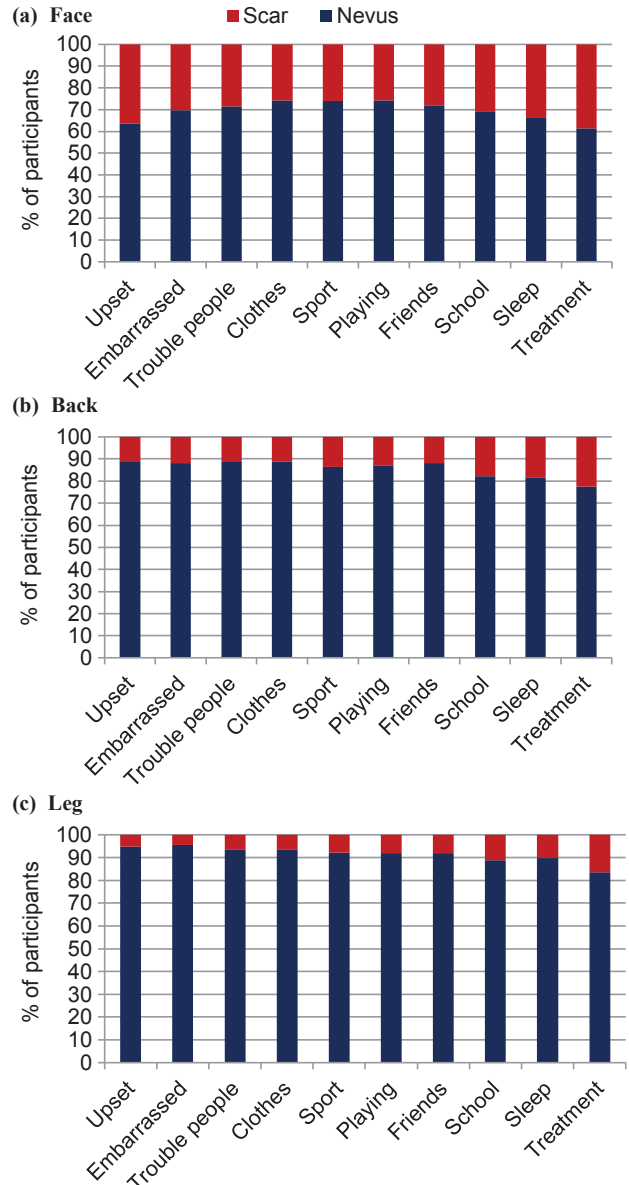 (a) Face
Scar Nevus
100
90
80
70
60
50
40
30
20
10
0
% of participants
Upset
Embarrassed
Trouble people
Clothes
Sport
Playing
Friends
School
Sleep
Treatment
(b) Back
100
90
80
70
60
50
40
30
20
10
0
% of participants
Upset
Embarrassed
Trouble people
Clothes
Sport
Playing
Friends
School
Sleep
Treatment
(c) Leg
100
90
80
70
60
50
40
30
20
10
0
% of participants
Upset
Embarrassed
Trouble people
Clothes
Sport
Playing
Friends
School
Sleep
Treatment